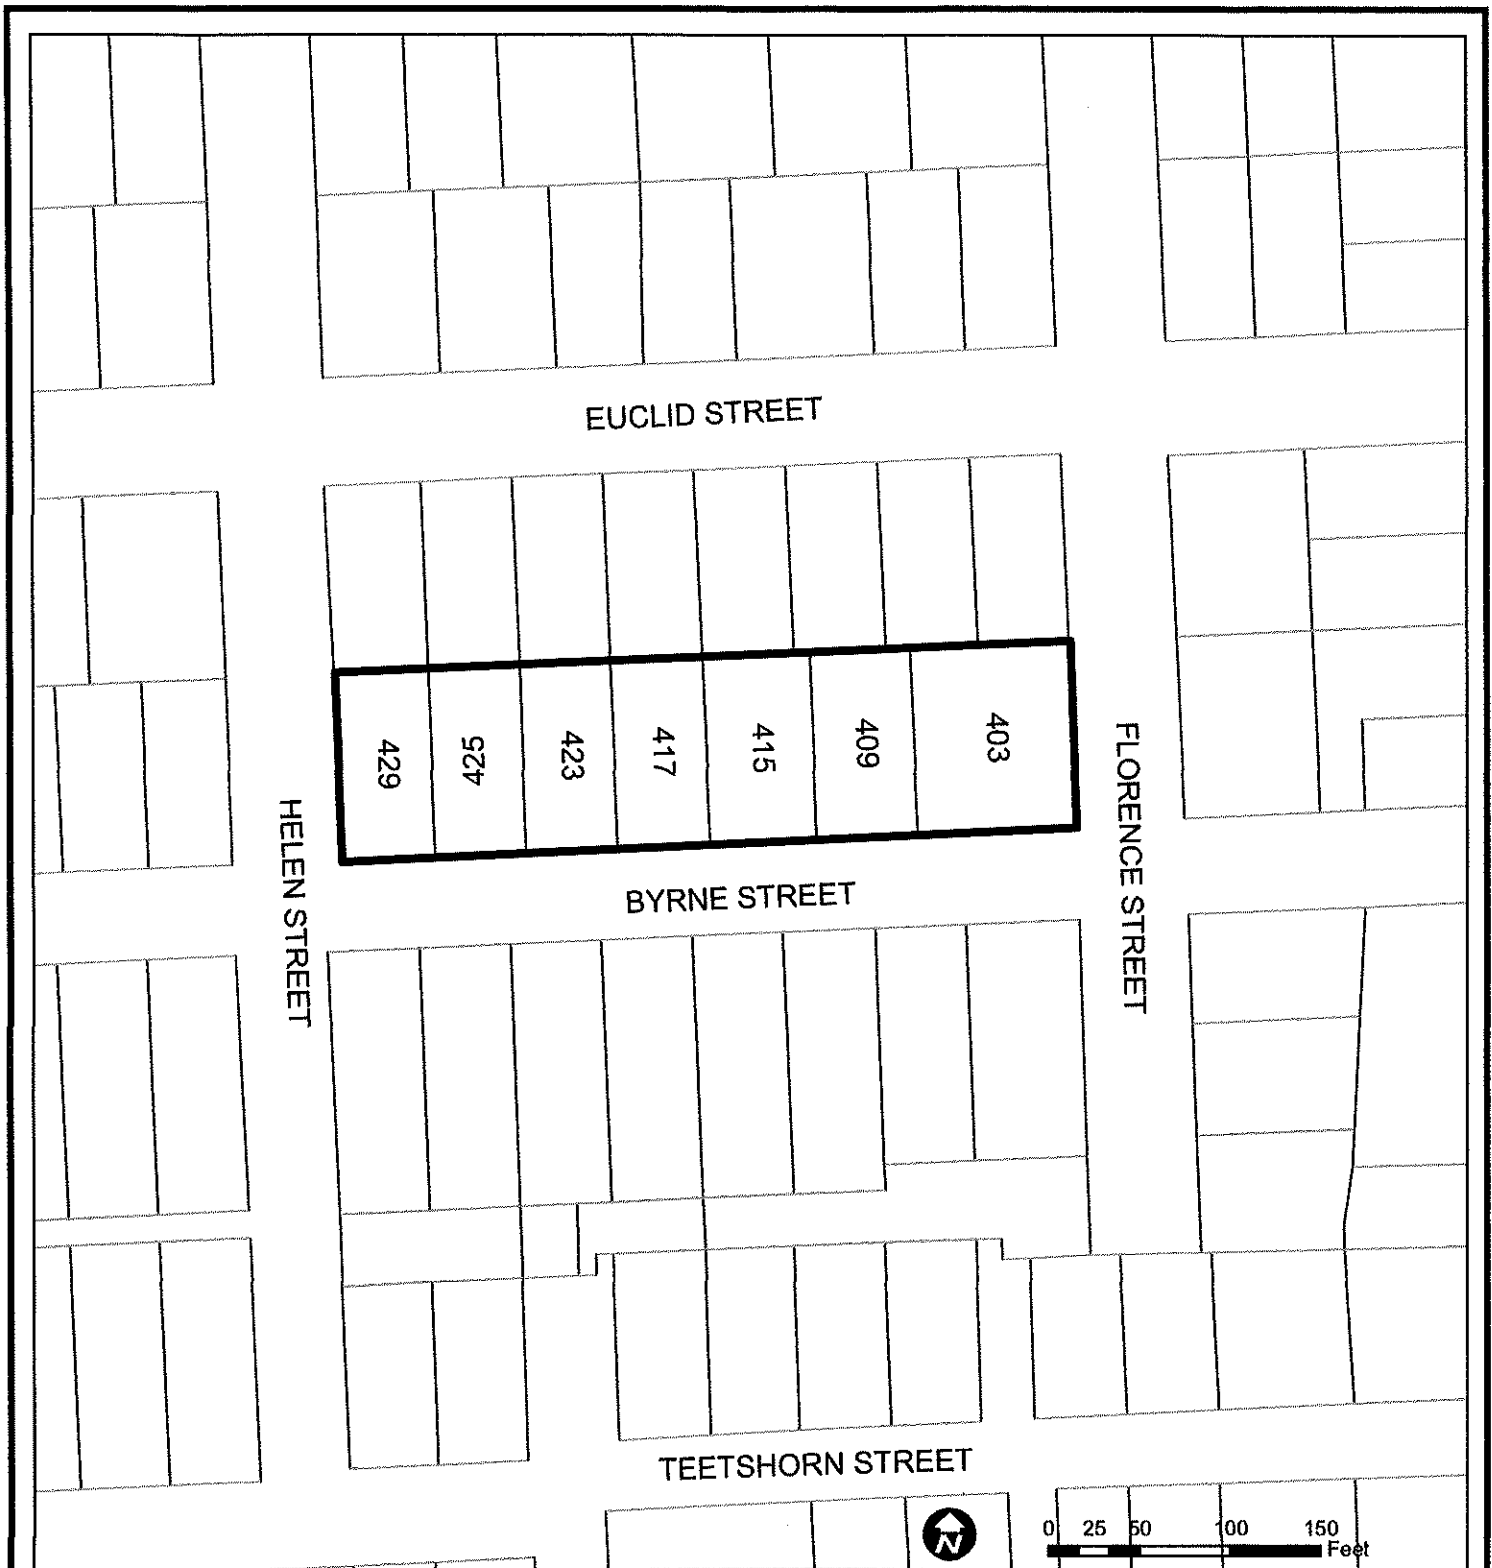 EUCLID STREET
429
425
423
417
415
409
403
HELEN STREET
FLORENCE STREET
BYRNE STREET
TEETSHORN STREET
N
0 25 50 100 150
Feet